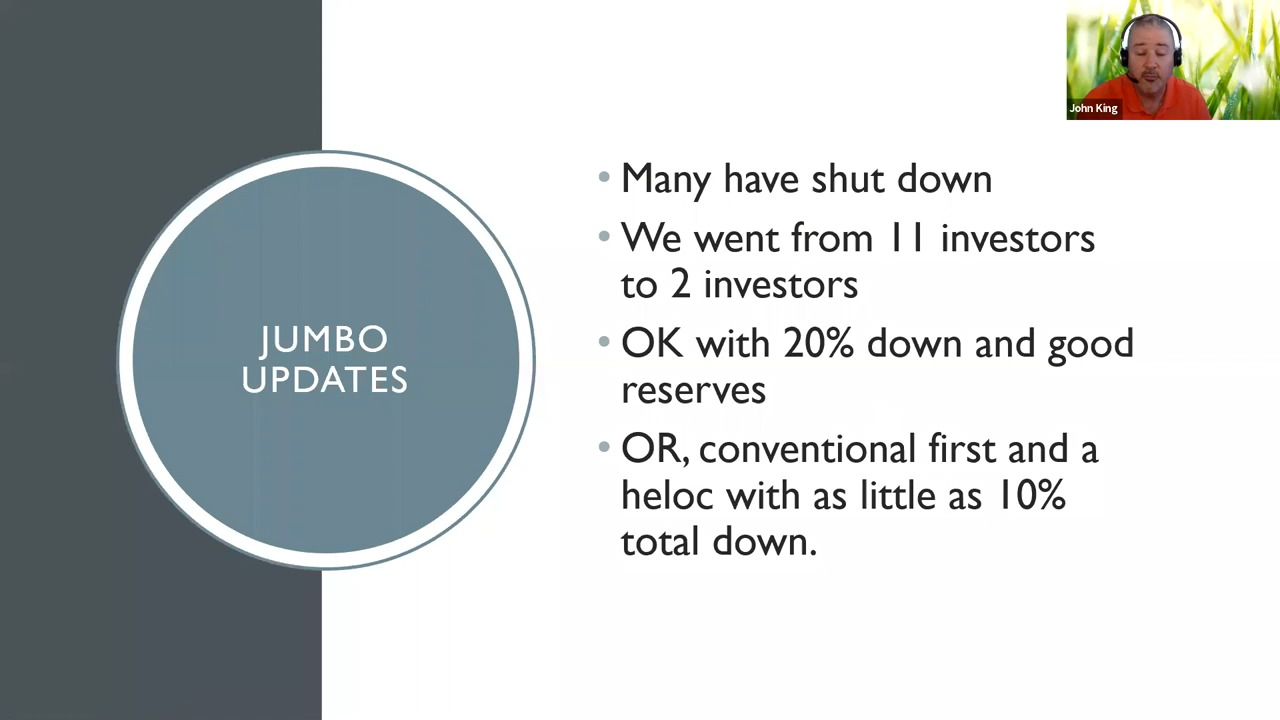 John King
JUMBO
UPDATES
• Many have shut down
• We went from 11 investors
to 2 investors
• OK with 20% down and good
reserves
• OR, conventional first and a
heloc with as little as 10%
total down.